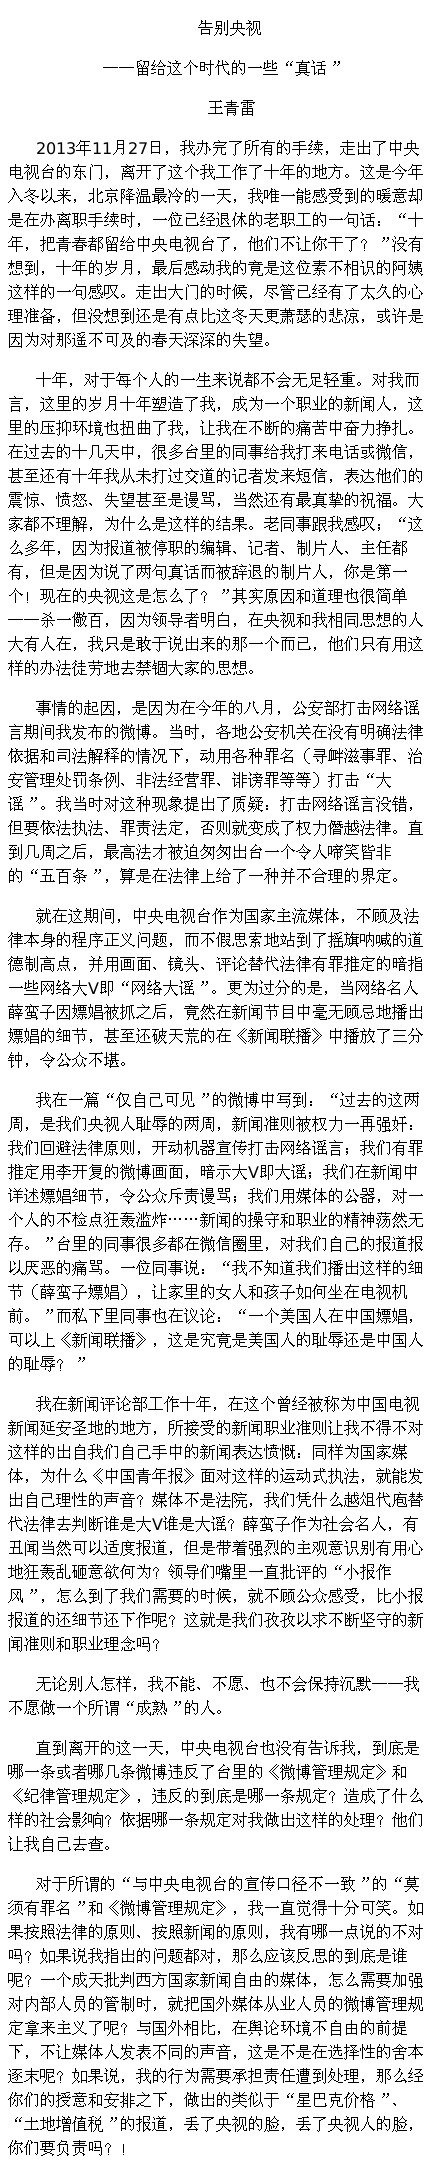 告别央视
——留给这个时代的一些“真话 ”
王青雷
2013年11月27日，我办完了所有的手续，走出了中央
电视台的东门，离开了这个我工作了十年的地方。这是今年
入冬以来，北京降温最冷的一天，我唯一能感受到的暖意却
是在办离职手续时，一位已经退休的老职工的一句话：“十
年，把青春都留给中央电视台了，他们不让你干了？ ”没有
想到，十年的岁月，最后感动我的竟是这位素不相识的阿姨
这样的一句感叹。走出大门的时候，尽管已经有了太久的心
理准备，但没想到还是有点比这冬天更萧瑟的悲凉，或许是
因为对那遥不可及的春天深深的失望。
十年，对于每个人的一生来说都不会无足轻重。对我而
言，这里的岁月十年塑造了我，成为一个职业的新闻人，这
里的压抑环境也扭曲了我，让我在不断的痛苦中奋力挣扎。
在过去的十几天中，很多台里的同事给我打来电话或微信，
甚至还有十年我从未打过交道的记者发来短信，表达他们的
震惊、愤怒、失望甚至是谩骂，当然还有最真挚的祝福。大
家都不理解，为什么是这样的结果。老同事跟我感叹；“这
么多年，因为报道被停职的编辑、记者、制片人、主任都
有，但是因为说了两句真话而被辞退的制片人，你是第一
个！现在的央视这是怎么了？ ”其实原因和道理也很简单
——杀一儆百，因为领导者明白，在央视和我相同思想的人
大有人在，我只是敢于说出来的那一个而已，他们只有用这
样的办法徒劳地去禁锢大家的思想。
事情的起因，是因为在今年的八月，公安部打击网络谣
言期间我发布的微博。当时，各地公安机关在没有明确法律
依据和司法解释的情况下，动用各种罪名（寻衅滋事罪、治
安管理处罚条例、非法经营罪、诽谤罪等等）打击“大
谣 ”。我当时对这种现象提出了质疑：打击网络谣言没错，
但要依法执法、罪责法定，否则就变成了权力僭越法律。直
到几周之后，最高法才被迫匆匆出台一个令人啼笑皆非
的“五百条 ”，算是在法律上给了一种并不合理的界定。
就在这期间，中央电视台作为国家主流媒体，不顾及法
律本身的程序正义问题，而不假思索地站到了摇旗呐喊的道
德制高点，并用画面、镜头、评论替代法律有罪推定的暗指
一些网络大V即“网络大谣 ”。更为过分的是，当网络名人
薛蛮子因嫖娼被抓之后，竟然在新闻节目中毫无顾忌地播出
嫖娼的细节，甚至还破天荒的在《新闻联播》中播放了三分
钟，令公众不堪。
我在一篇“仅自己可见 ”的微博中写到：“过去的这两
周，是我们央视人耻辱的两周，新闻准则被权力一再强奸：
我们回避法律原则，开动机器宣传打击网络谣言；我们有罪
推定用李开复的微博画面，暗示大V即大谣；我们在新闻中
详述嫖娼细节，令公众斥责谩骂；我们用媒体的公器，对一
个人的不检点狂轰滥炸……新闻的操守和职业的精神荡然无
存。 ”台里的同事很多都在微信圈里，对我们自己的报道报
以厌恶的痛骂。一位同事说：“我不知道我们播出这样的细
节（薛蛮子嫖娼），让家里的女人和孩子如何坐在电视机
前。 ”而私下里同事也在议论：“一个美国人在中国嫖娼，
可以上《新闻联播》，这是究竟是美国人的耻辱还是中国人
的耻辱？ ”
我在新闻评论部工作十年，在这个曾经被称为中国电视
新闻延安圣地的地方，所接受的新闻职业准则让我不得不对
这样的出自我们自己手中的新闻表达愤慨：同样为国家媒
体，为什么《中国青年报》面对这样的运动式执法，就能发
出自己理性的声音？媒体不是法院，我们凭什么越俎代庖替
代法律去判断谁是大V谁是大谣？薛蛮子作为社会名人，有
丑闻当然可以适度报道，但是带着强烈的主观意识别有用心
地狂轰乱砸意欲何为？领导们嘴里一直批评的“小报作
风 ”，怎么到了我们需要的时候，就不顾公众感受，比小报
报道的还细节还下作呢？这就是我们孜孜以求不断坚守的新
闻准则和职业理念吗？
无论别人怎样，我不能、不愿、也不会保持沉默——我
不愿做一个所谓“成熟 ”的人。
直到离开的这一天，中央电视台也没有告诉我，到底是
哪一条或者哪几条微博违反了台里的《微博管理规定》和
《纪律管理规定》，违反的到底是哪一条规定？造成了什么
样的社会影响？依据哪一条规定对我做出这样的处理？他们
让我自己去查。
对于所谓的“与中央电视台的宣传口径不一致 ”的“莫
须有罪名 ”和《微博管理规定》，我一直觉得十分可笑。如
果按照法律的原则、按照新闻的原则，我有哪一点说的不对
吗？如果说我指出的问题都对，那么应该反思的到底是谁
呢？一个成天批判西方国家新闻自由的媒体，怎么需要加强
对内部人员的管制时，就把国外媒体从业人员的微博管理规
定拿来主义了呢？与国外相比，在舆论环境不自由的前提
下，不让媒体人发表不同的声音，这是不是在选择性的舍本
逐末呢？如果说，我的行为需要承担责任遭到处理，那么经
你们的授意和安排之下，做出的类似于“星巴克价格 ”、
“土地增值税 ”的报道，丢了央视的脸，丢了央视人的脸，
你们要负责吗？！